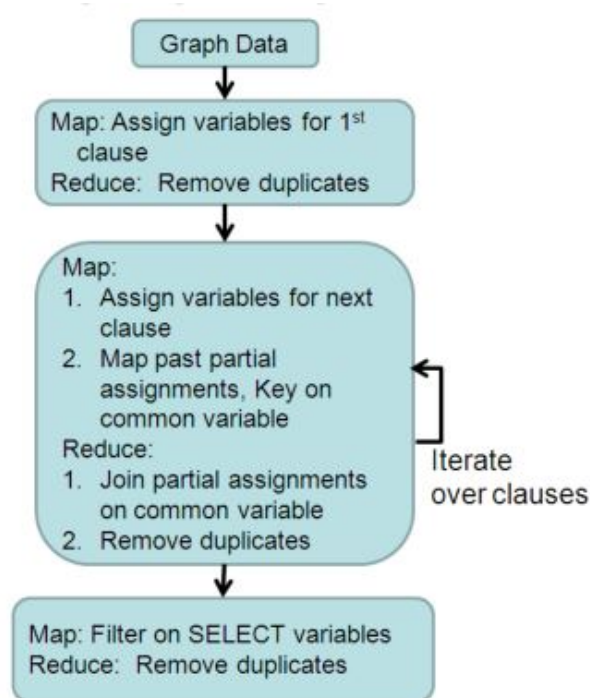 Graph Data
Map: Assign variables for 1st
clause
Reduce: Remove duplicates
Map:
1. Assign variables for next
clause
2. Map past partial
assignments, Key on
common variable
Reduce:
1. Join partial assignments
on common variable
2. Remove duplicates
Iterate
over clauses
Map: Filter on SELECT variables
Reduce: Remove duplicates